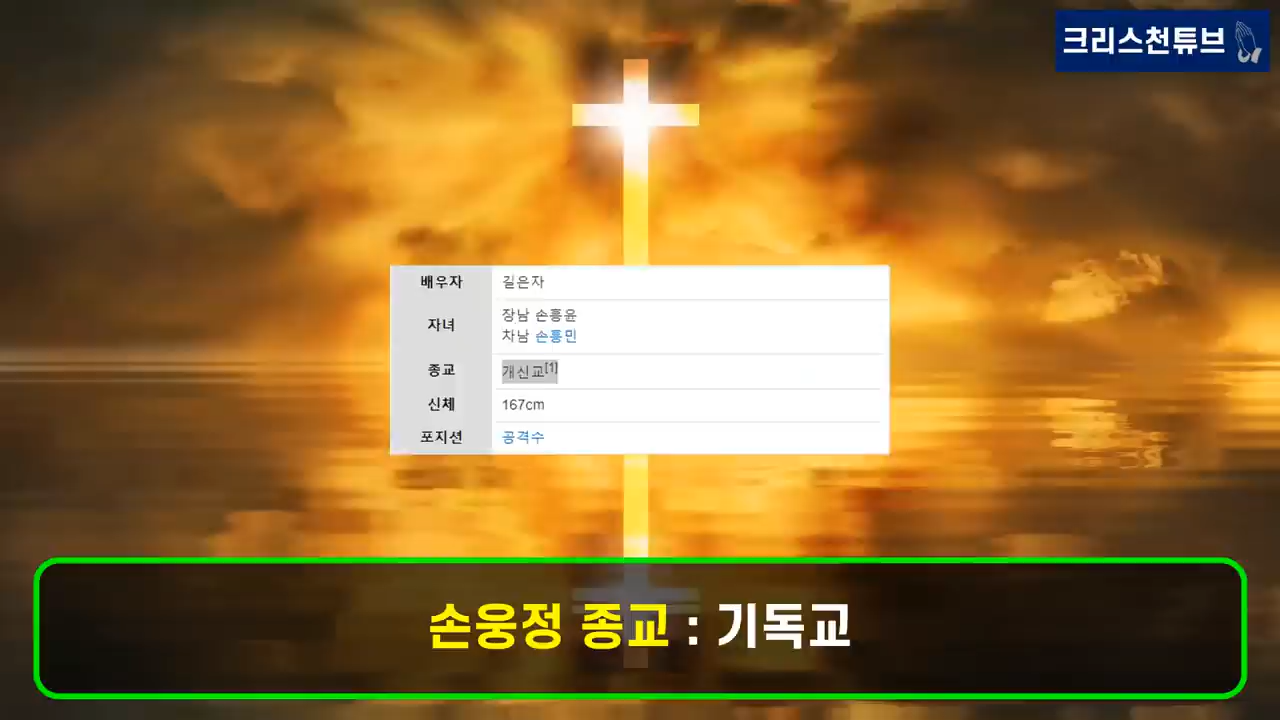 크리스천튜브
배우자 길은자
자녀 장남 손흥윤
차남 손흥민
종교 개신교[1]
신체 167cm
포지션 공격수
손웅정 종교 : 기독교